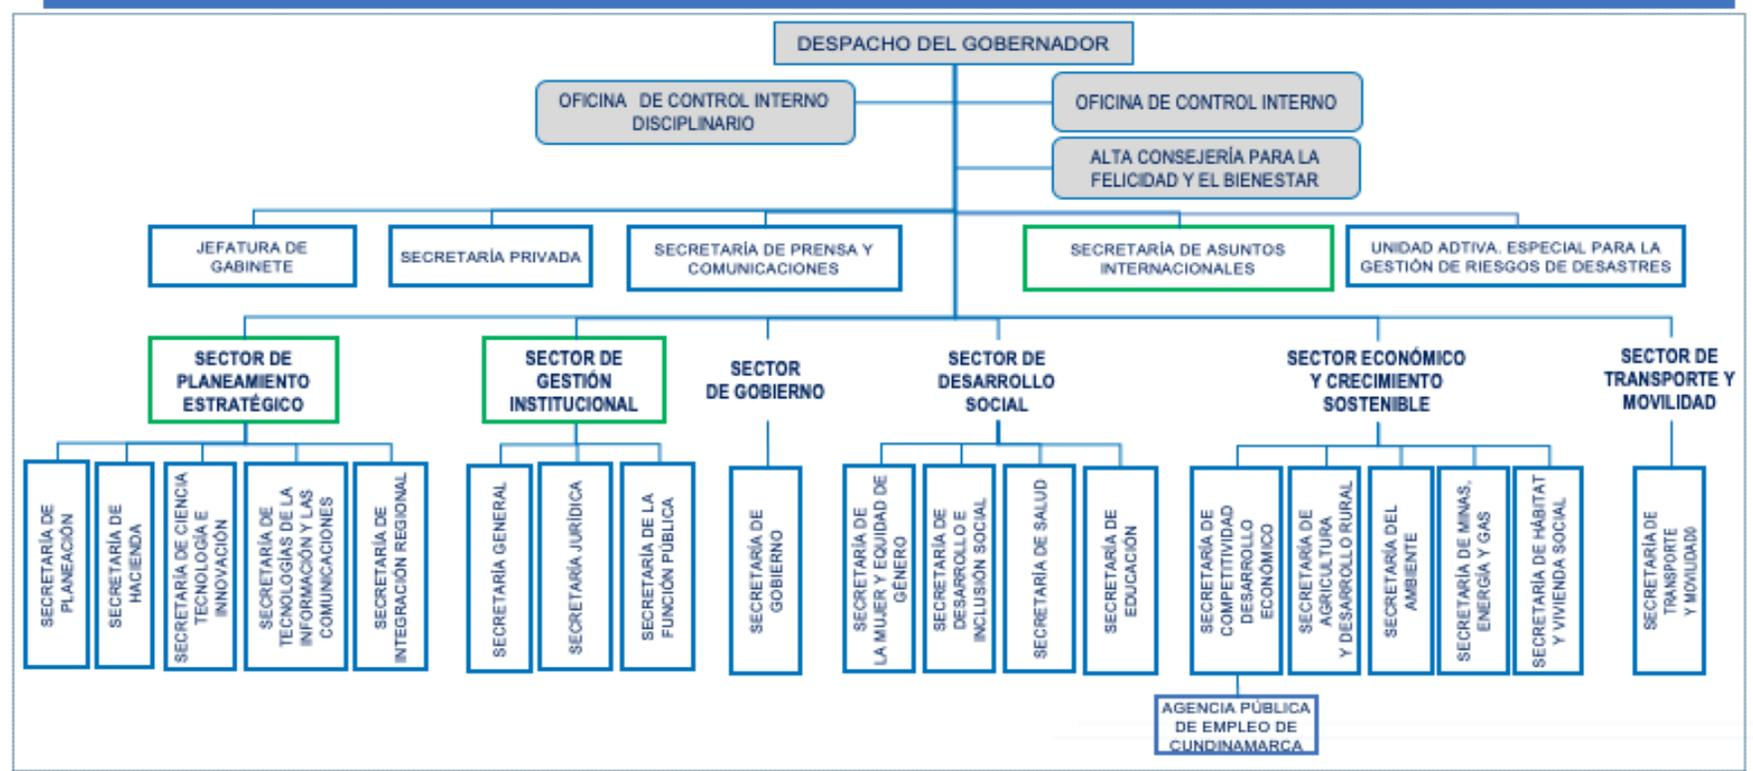 DESPACHO DEL GOBERNADOR
OFICINA DE CONTROL INTERNO
DISCIPLINARIO
OFICINA DE CONTROL INTERNO
ALTA CONSEJERÍA PARA LA
FELICIDAD Y EL BIENESTAR
JEFATURA DE
GABINETE
SECRETARÍA PRIVADA
SECRETARÍA DE PRENSA Y
COMUNICACIONES
SECRETARÍA DE ASUNTOS
INTERNACIONALES
UNIDAD ADTIVA. ESPECIAL PARA LA
GESTIÓN DE RIESGOS DE DESASTRES
SECTOR DE
PLANEAMIENTO
ESTRATÉGICO
SECTOR DE
GESTIÓN
INSTITUCIONAL
SECTOR
DE GOBIERNO
SECTOR DE
DESARROLLO
SOCIAL
SECTOR ECONÓMICO
Y CRECIMIENTO
SOSTENIBLE
SECTOR DE
TRANSPORTE Y
MOVILIDAD
SECRETARÍA DE
PLANEACIÓN
SECRETARÍA DE
HACIENDA
SECRETARÍA DE CIENCIA
TECNOLOGÍA E
INNOVACIÓN
SECRETARÍA DE
TECNOLOGÍAS DE LA
INFORMACIÓN Y LAS
COMUNICACIONES
SECRETARÍA DE
INTEGRACIÓN REGIONAL
SECRETARÍA GENERAL
SECRETARÍA JURÍDICA
SECRETARÍA DE LA
FUNCIÓN PÚBLICA
SECRETARÍA DE
GOBIERNO
SECRETARÍA DE
LA MUJER Y EQUIDAD DE
GÉNERO
SECRETARÍA DE
DESARROLLO E
INCLUSIÓN SOCIAL
SECRETARÍA DE SALUD
SECRETARÍA DE
EDUCACIÓN
SECRETARÍA DE
COMPETITIVIDAD
DESARROLLO
ECONÓMICO
SECRETARÍA DE
AGRICULTURA
Y DESARROLLO RURAL
SECRETARÍA DEL
AMBIENTE
SECRETARÍA DE MINAS,
ENERGÍA Y GAS
SECRETARÍA DE HÁBITAT
Y VIVIENDA SOCIAL
SECRETARÍA DE
TRANSPORTE
Y MOVILIDAD0
AGENCIA PÚBLICA
DE EMPLEO DE
CUNDINAMARCA